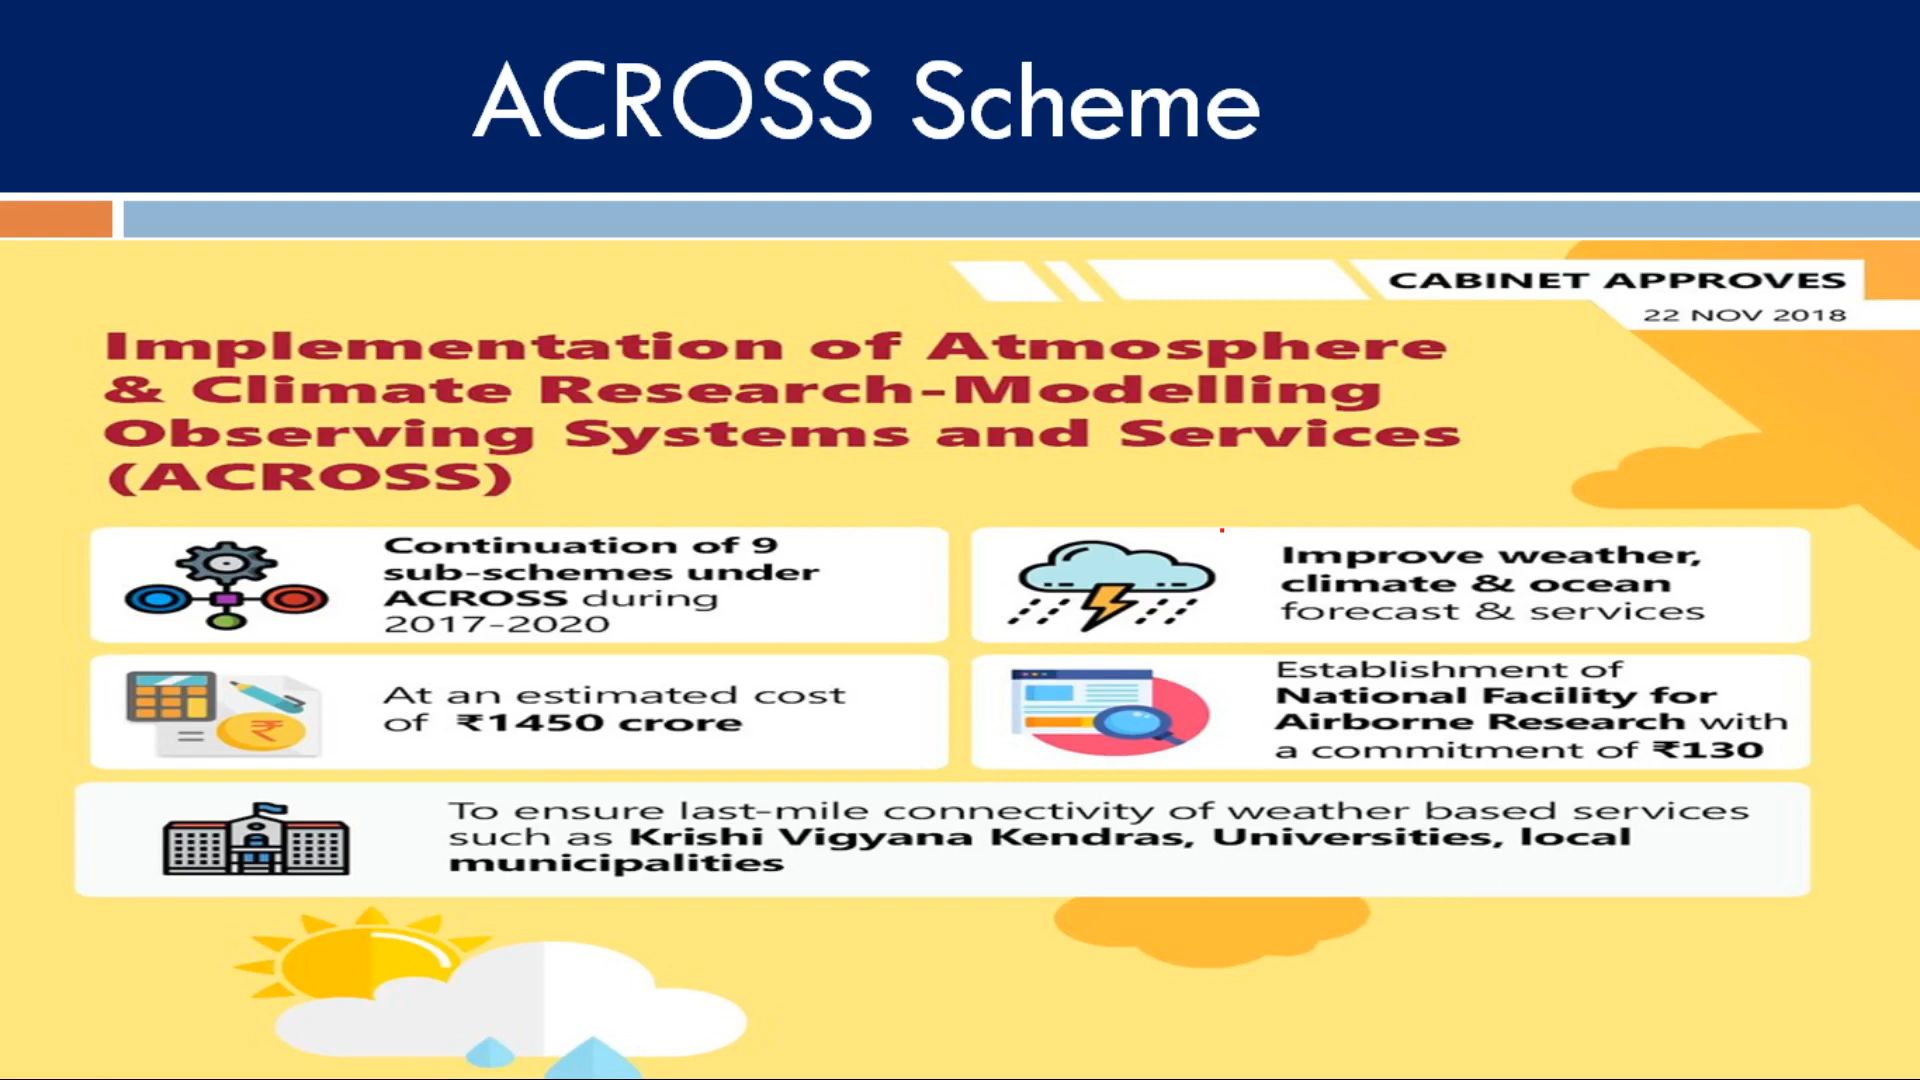 ACROSS Scheme
CABINET APPROVES
22 NOV 2018
Implementation of Atmosphere
& Climate Research-Modelling
Observing Systems and Services
(ACROSS)
Continuation of 9
sub-schemes under
ACROSS during
2017-2020
Improve weather,
climate & ocean
forecast & services
At an estimated cost
of ₹1450 crore
Establishment of
National Facility for
Airborne Research with
a commitment of ₹130
To ensure last-mile connectivity of weather based services
such as Krishi Vigyana Kendras, Universities, local
municipalities